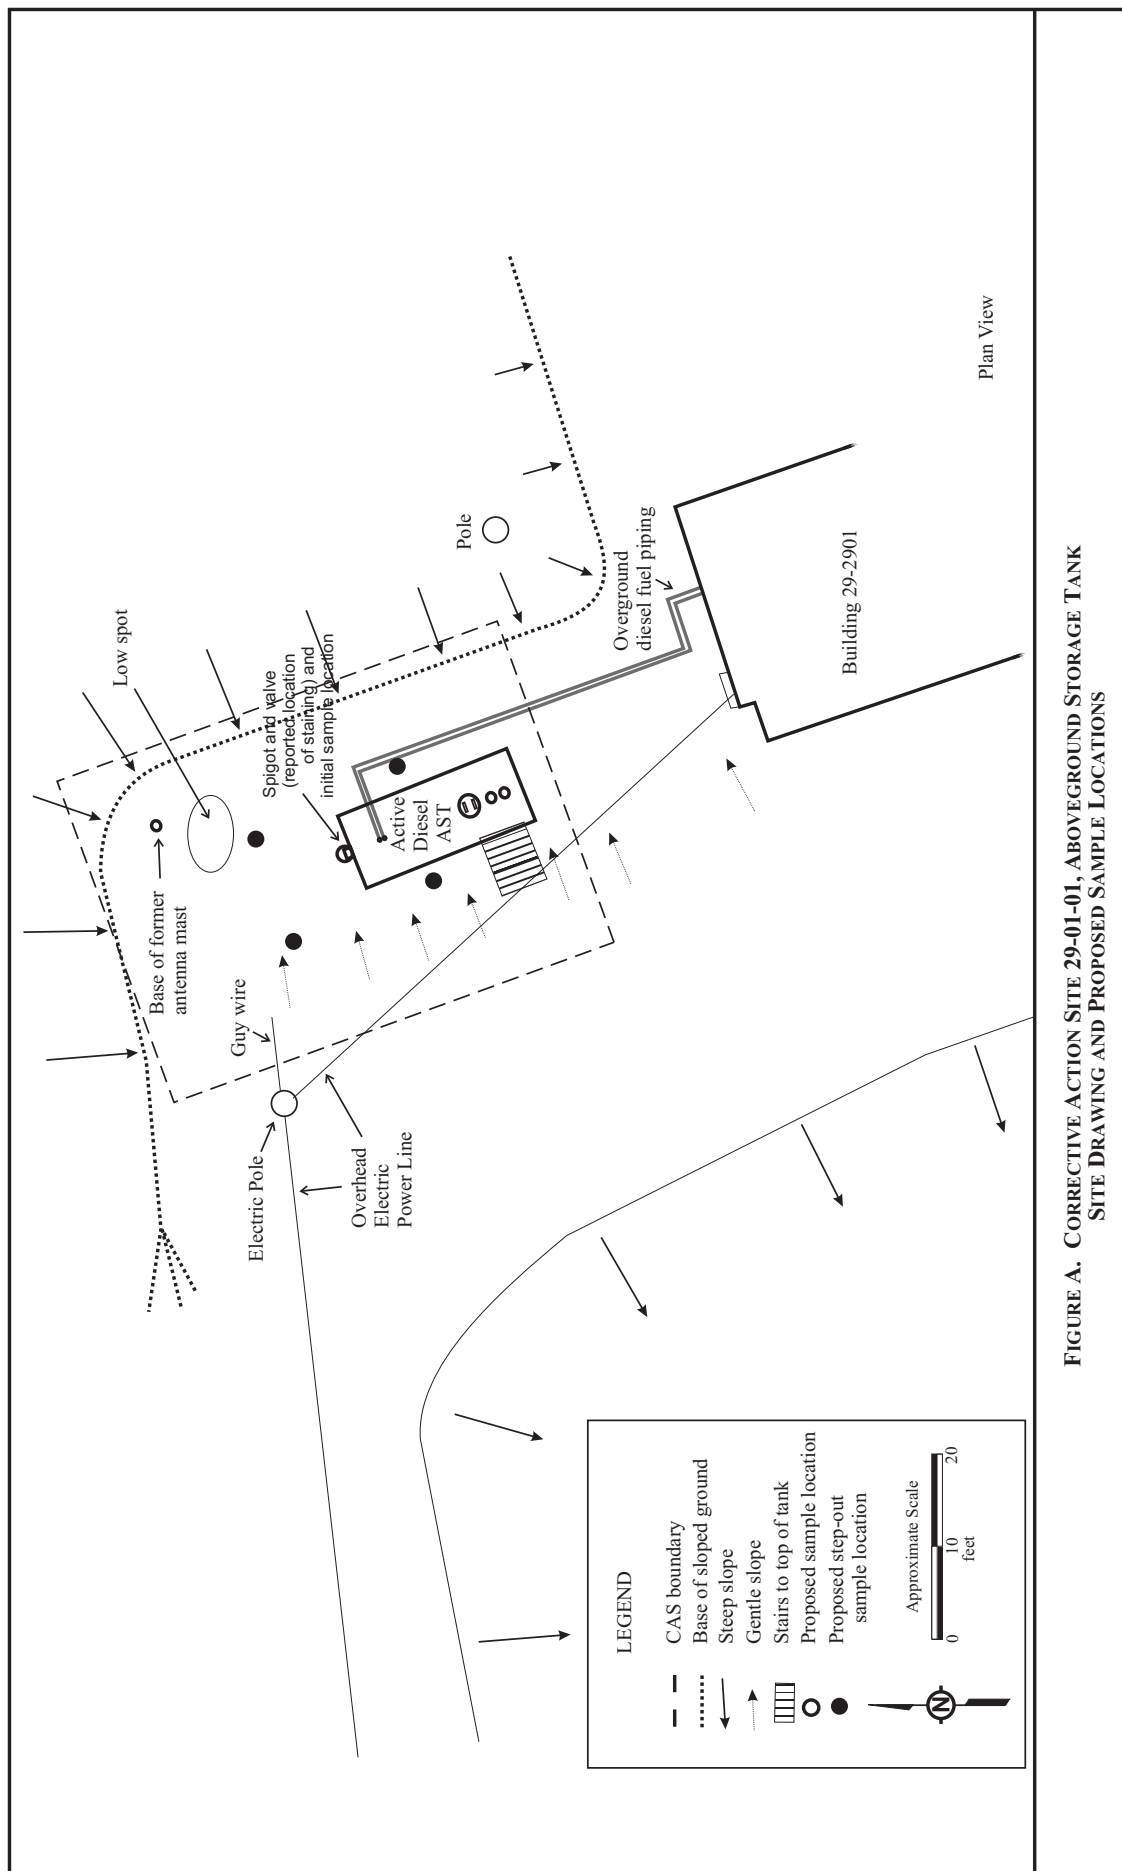 Low spot
Base of former
antenna mast
Guy wire
Electric Pole
Overhead
Electric
Power Line
Spigot and valve
(reported location
of staining) and
initial sample location
Active
Diesel
AST
Pole
Overground
diesel fuel piping
Building 29-2901
Plan View
LEGEND
CAS boundary
Base of sloped ground
Steep slope
Gentle slope
Stairs to top of tank
Proposed sample location
Proposed step-out
sample location
N
Approximate Scale
0 10 20
feet
FIGURE A. CORRECTIVE ACTION SITE 29-01-01, ABOVEGROUND STORAGE TANK
SITE DRAWING AND PROPOSED SAMPLE LOCATIONS